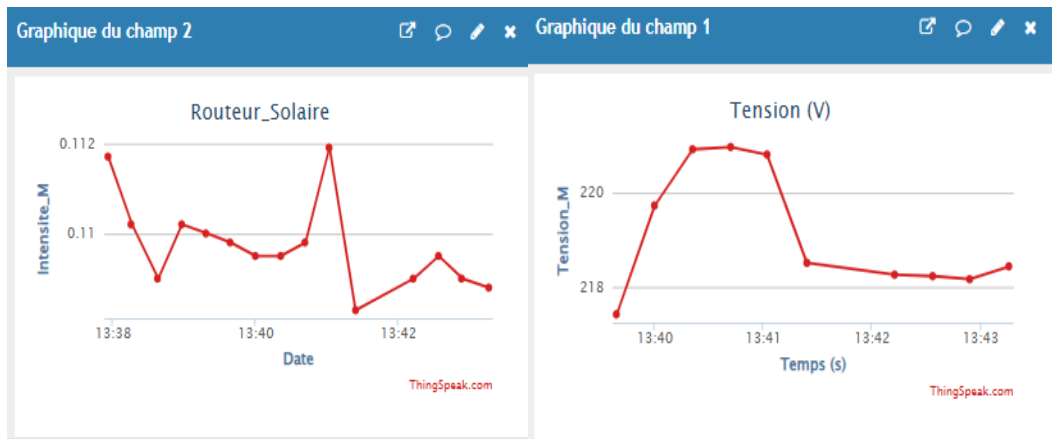 Graphique du champ 2
Routeur_Solaire
0.112
0.11
Intensite_M
13:38
13:40
13:42
Date
ThingSpeak.com
Graphique du champ 1
Tension (V)
220
218
Tension_M
13:40
13:41
13:42
13:43
Temps (s)
ThingSpeak.com